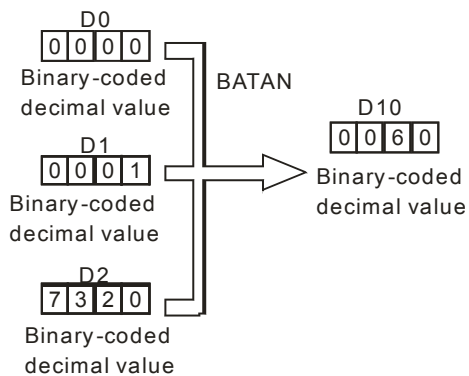 D0
0 0 0 0
Binary-coded
decimal value
BATAN
D1
0 0 0 1
Binary-coded
decimal value
D10
0 0 6 0
Binary-coded
decimal value
D2
7 3 2 0
Binary-coded
decimal value